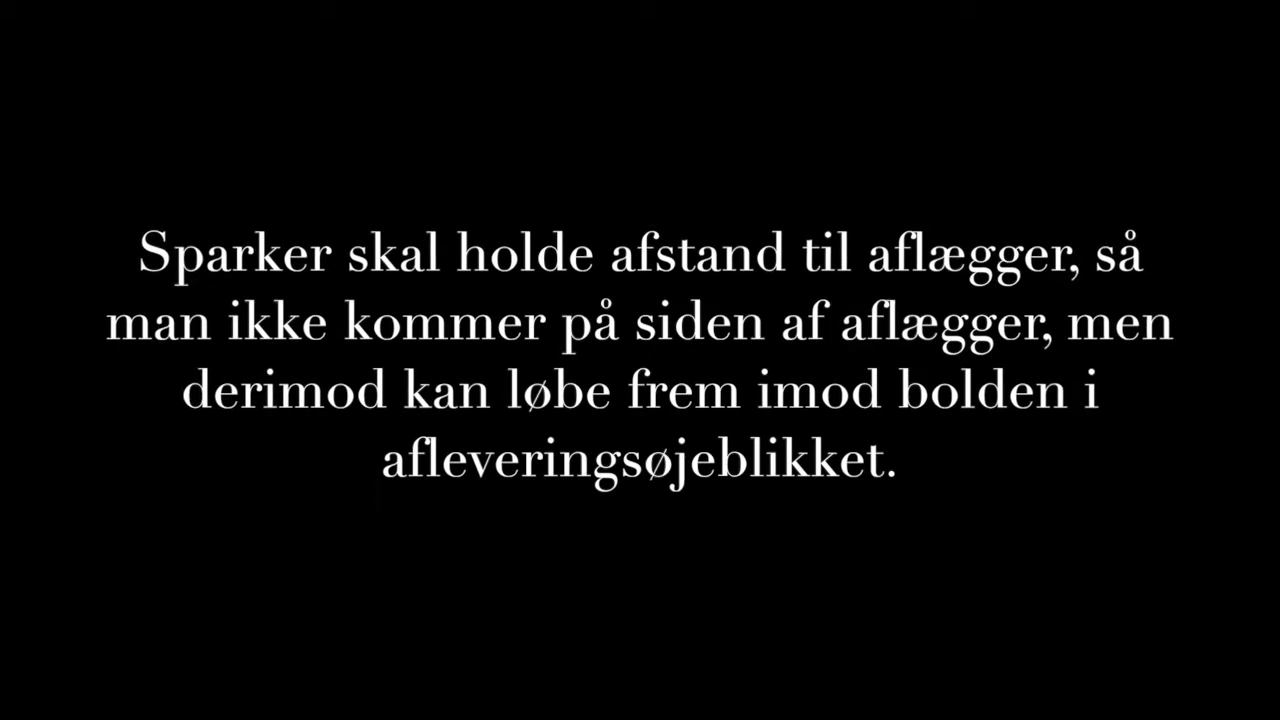 Sparker skal holde afstand til aflægger, så
man ikke kommer på siden af aflægger, men
derimod kan løbe frem imod bolden i
afleveringsøjeblikket.